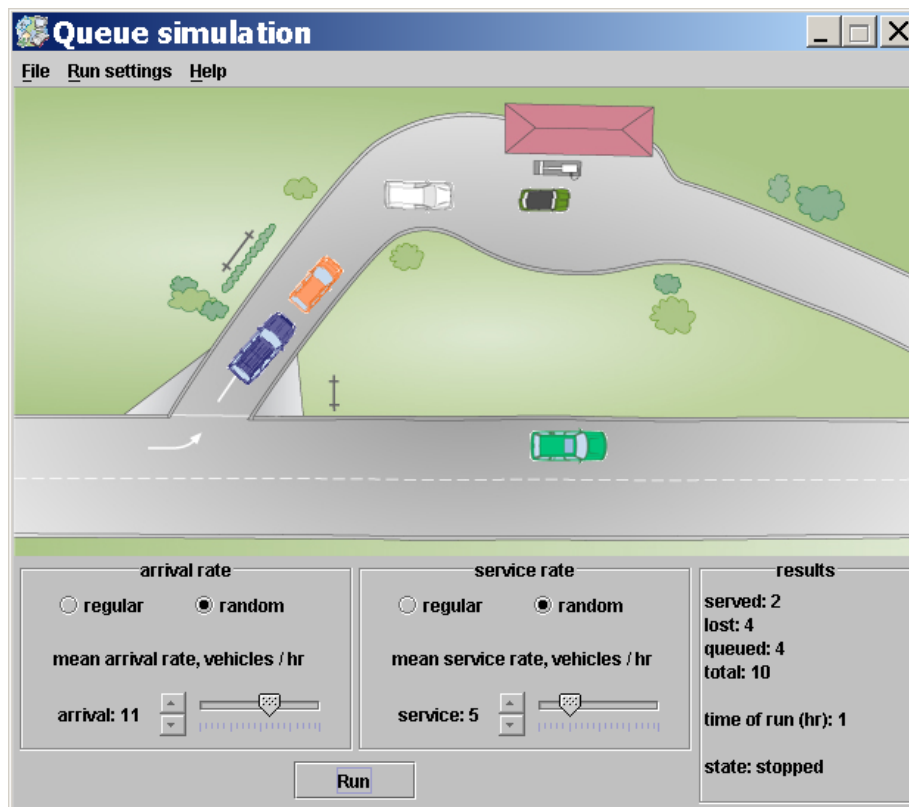 Queue simulation
File Run settings Help
arrival rate
regular random
mean arrival rate, vehicles / hr
arrival: 11
service rate
regular random
mean service rate, vehicles / hr
service: 5
results
served: 2
lost: 4
queued: 4
total: 10
time of run (hr): 1
state: stopped
Run